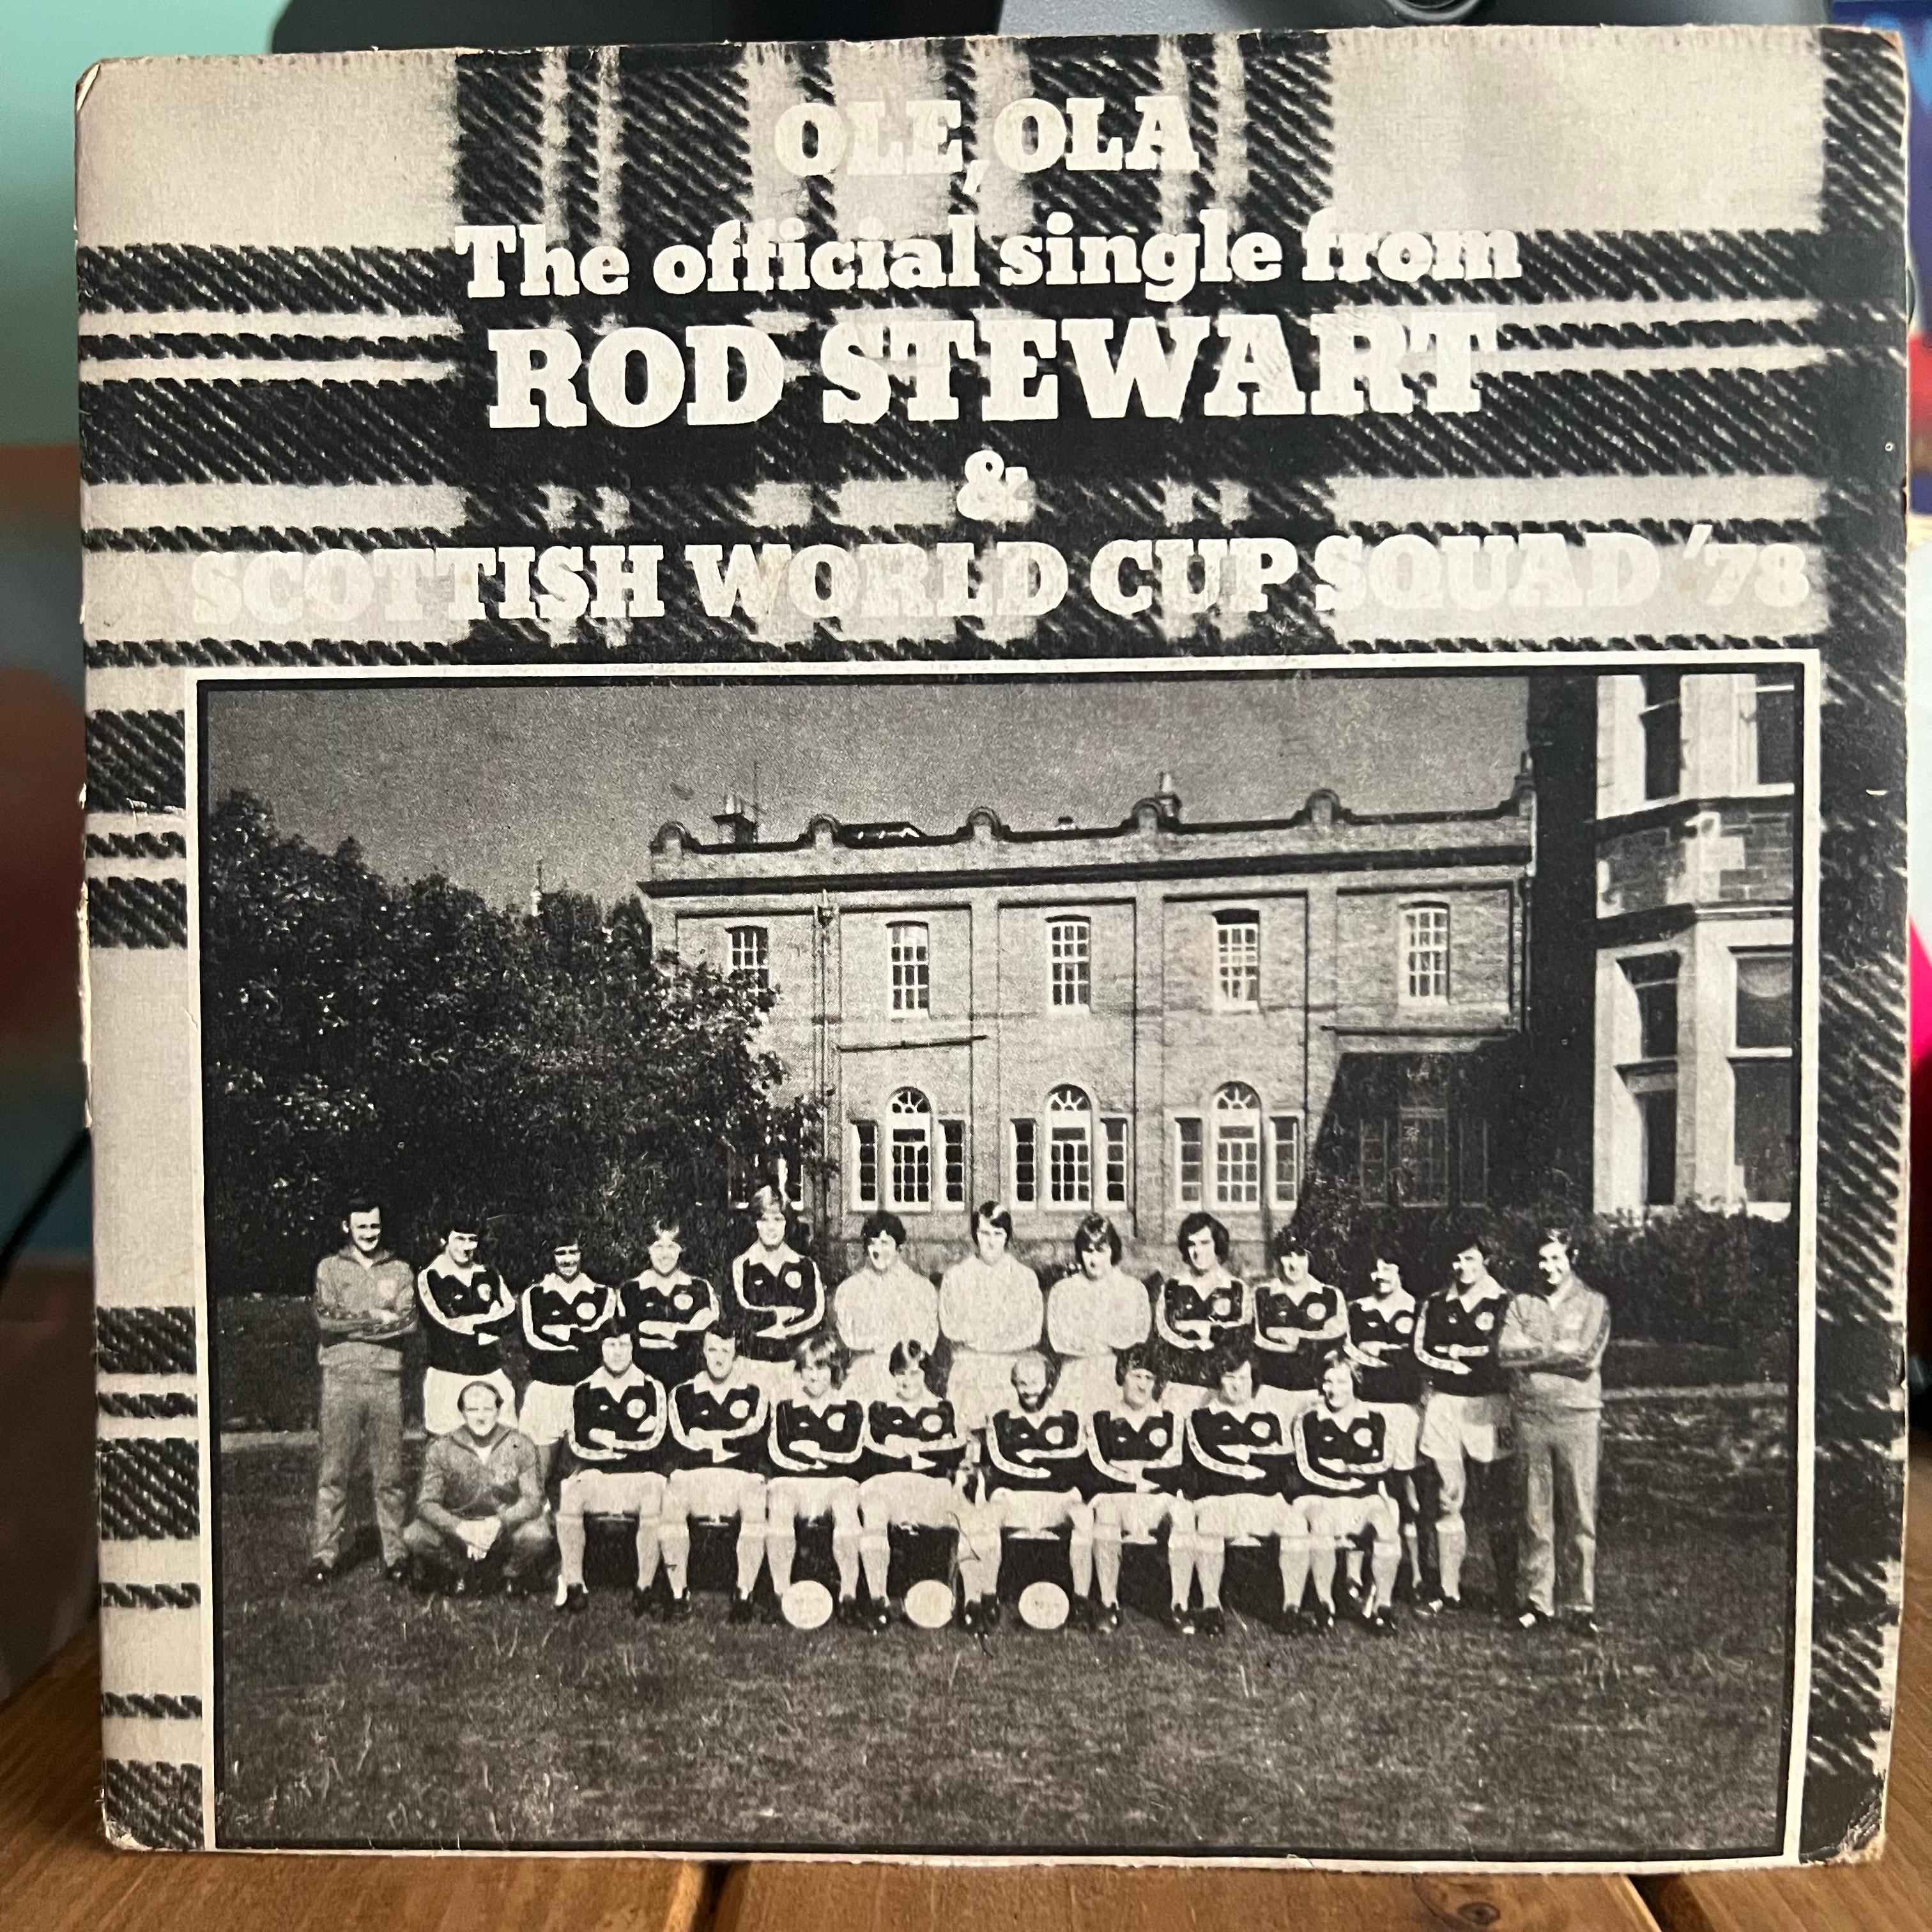 OLE, OLA
The official single from
ROD STEWART
&
SCOTTISH WORLD CUP SQUAD '78